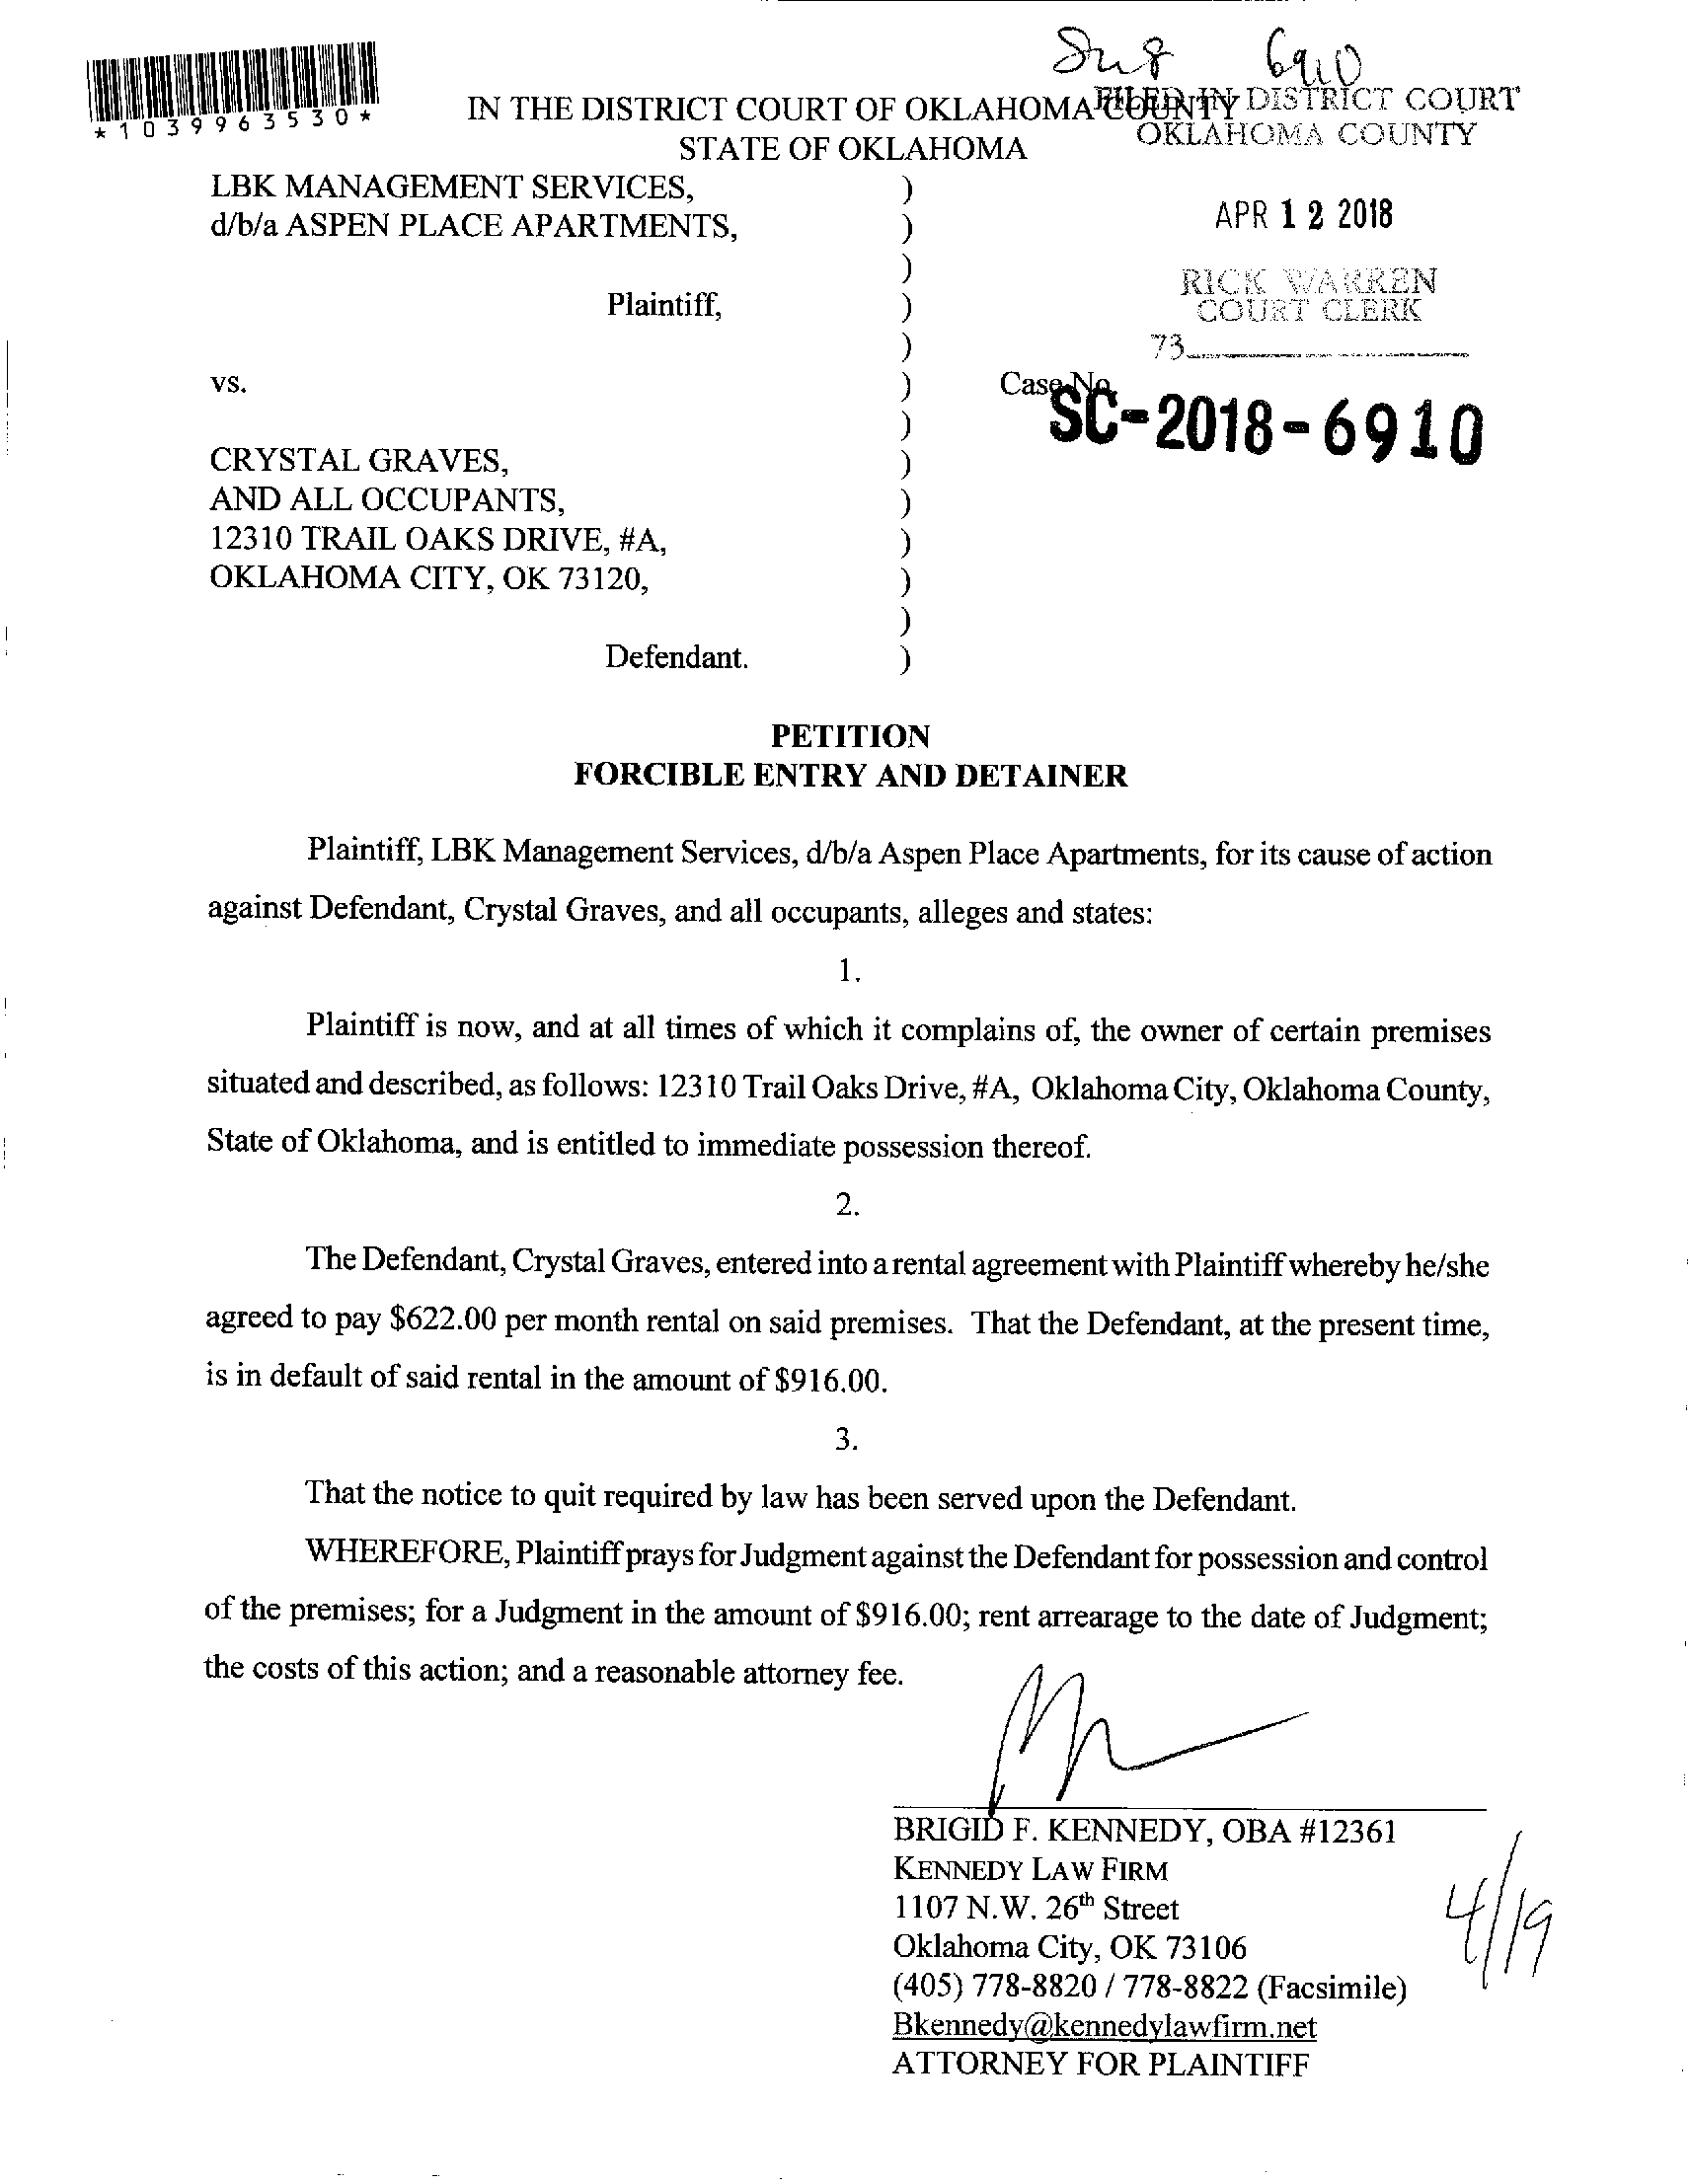 6910
*1039963530*
IN THE DISTRICT COURT OF OKLAHOMA COUNTY
STATE OF OKLAHOMA
FILED IN DISTRICT COURT
OKLAHOMA COUNTY
APR 12 2018
RICK WARREN
COURT CLERK
73
LBK MANAGEMENT SERVICES, )
d/b/a ASPEN PLACE APARTMENTS, )
)
Plaintiff, )
)
vs. ) Case No.
SC-2018-6910
)
CRYSTAL GRAVES, )
AND ALL OCCUPANTS, )
12310 TRAIL OAKS DRIVE, #A, )
OKLAHOMA CITY, OK 73120, )
)
Defendant. )
PETITION
FORCIBLE ENTRY AND DETAINER
Plaintiff, LBK Management Services, d/b/a Aspen Place Apartments, for its cause of action
against Defendant, Crystal Graves, and all occupants, alleges and states:
1.
Plaintiff is now, and at all times of which it complains of, the owner of certain premises
situated and described, as follows: 12310 Trail Oaks Drive, #A, Oklahoma City, Oklahoma County,
State of Oklahoma, and is entitled to immediate possession thereof.
2.
The Defendant, Crystal Graves, entered into a rental agreement with Plaintiff whereby he/she
agreed to pay $622.00 per month rental on said premises. That the Defendant, at the present time,
is in default of said rental in the amount of $916.00.
3.
That the notice to quit required by law has been served upon the Defendant.
WHEREFORE, Plaintiff prays for Judgment against the Defendant for possession and control
of the premises; for a Judgment in the amount of $916.00; rent arrearage to the date of Judgment;
the costs of this action; and a reasonable attorney fee.
BRIGID F. KENNEDY, OBA #12361
KENNEDY LAW FIRM
1107 N.W. 26th Street
Oklahoma City, OK 73106
(405) 778-8820 / 778-8822 (Facsimile)
Bkennedy@kennedylawfirm.net
ATTORNEY FOR PLAINTIFF
4/19